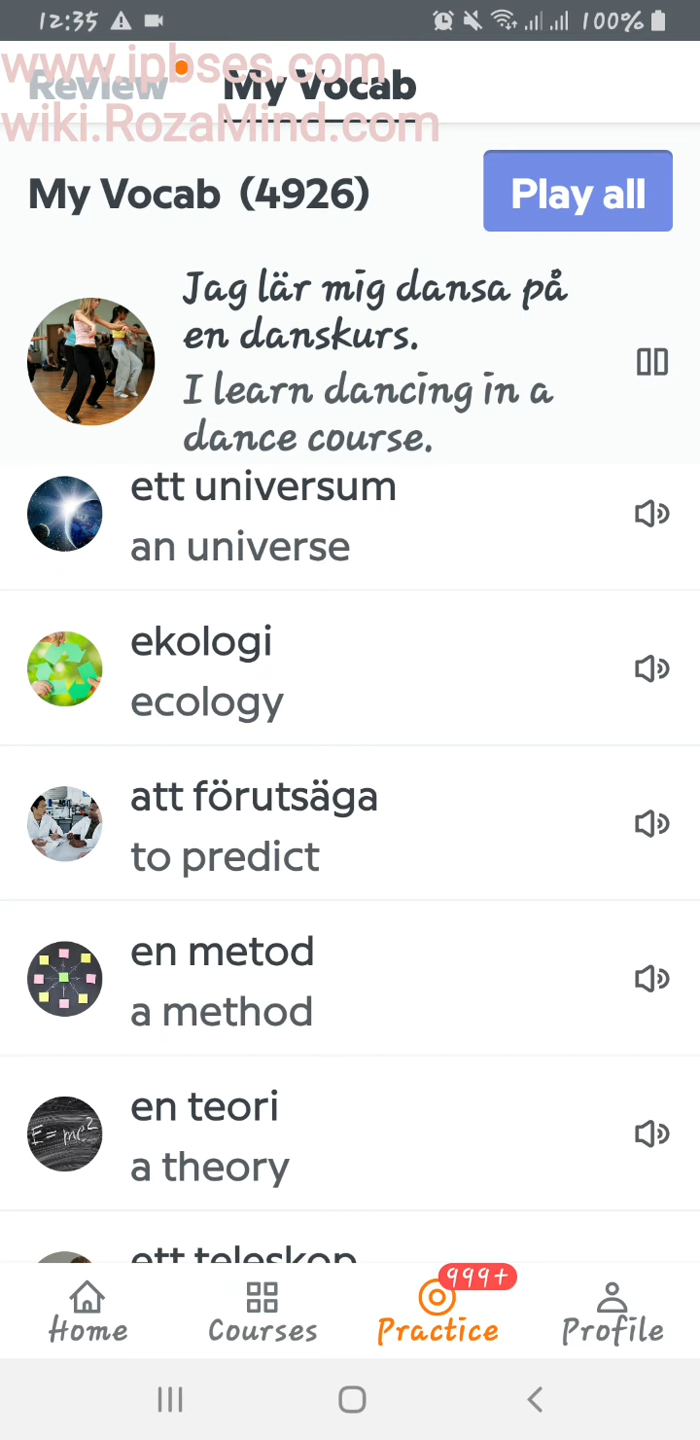 12:35
100%
www.ipbses.com
Review My Vocab
wiki.RozaMind.com
My Vocab (4926)
Play all
Jag lär mig dansa på
en danskurs.
I learn dancing in a
dance course.
ett universum
an universe
ekologi
ecology
att förutsäga
to predict
en metod
a method
en teori
E=mc²
a theory
ett teleskop
999+
Home Courses Practice Profile